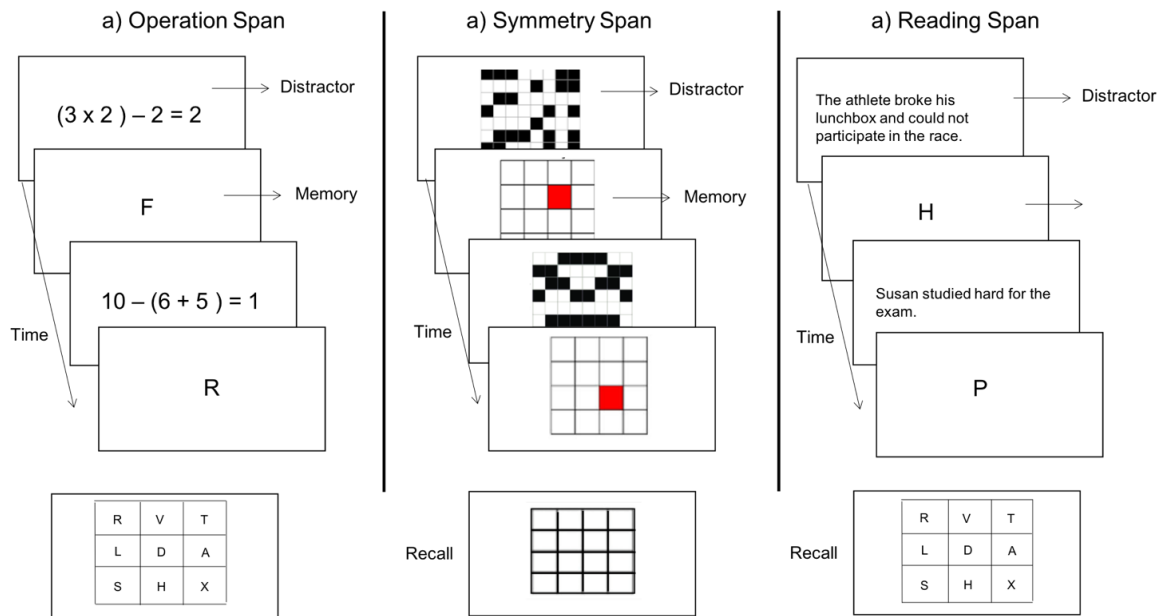 a) Operation Span
Distractor
(3 x 2 ) – 2 = 2
Memory
F
10 – (6 + 5 ) = 1
Time
R
R V T
L D A
S H X
a) Symmetry Span
Distractor
Memory
Time
Recall
a) Reading Span
Distractor
The athlete broke his
lunchbox and could not
participate in the race.
H
Susan studied hard for the
exam.
Time
P
Recall
R V T
L D A
S H X